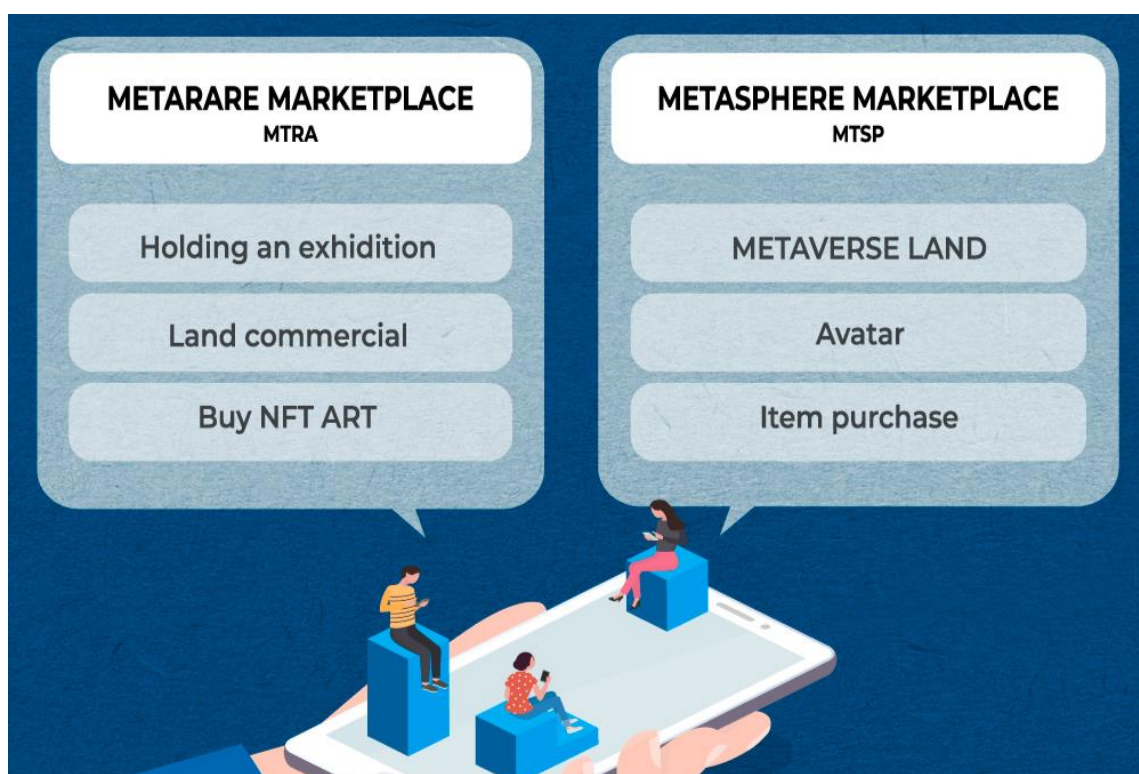 METARARE MARKETPLACE
MTRA
Holding an exhidition
Land commercial
Buy NFT ART
METASPHERE MARKETPLACE
MTSP
METAVERSE LAND
Avatar
Item purchase